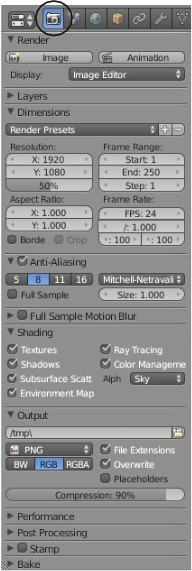 Render
Image Animation
Display: Image Editor
Layers
Dimensions
Render Presets
Resolution: Frame Range:
X: 1920 Start: 1
Y: 1080 End: 250
50% Step: 1
Aspect Ratio: Frame Rate:
X: 1.000 FPS: 24
Y: 1.000 /: 1.000
Borde Crop : 100 : 100
Anti-Aliasing
5 8 11 16 Mitchell-Netravali
Full Sample Size: 1.000
Full Sample Motion Blur
Shading
Textures Ray Tracing
Shadows Color Manageme
Subsurface Scatt Alph Sky
Environment Map
Output
/tmp\
PNG File Extensions
BW RGB RGBA Overwrite
Placeholders
Compression: 90%
Performance
Post Processing
Stamp
Bake